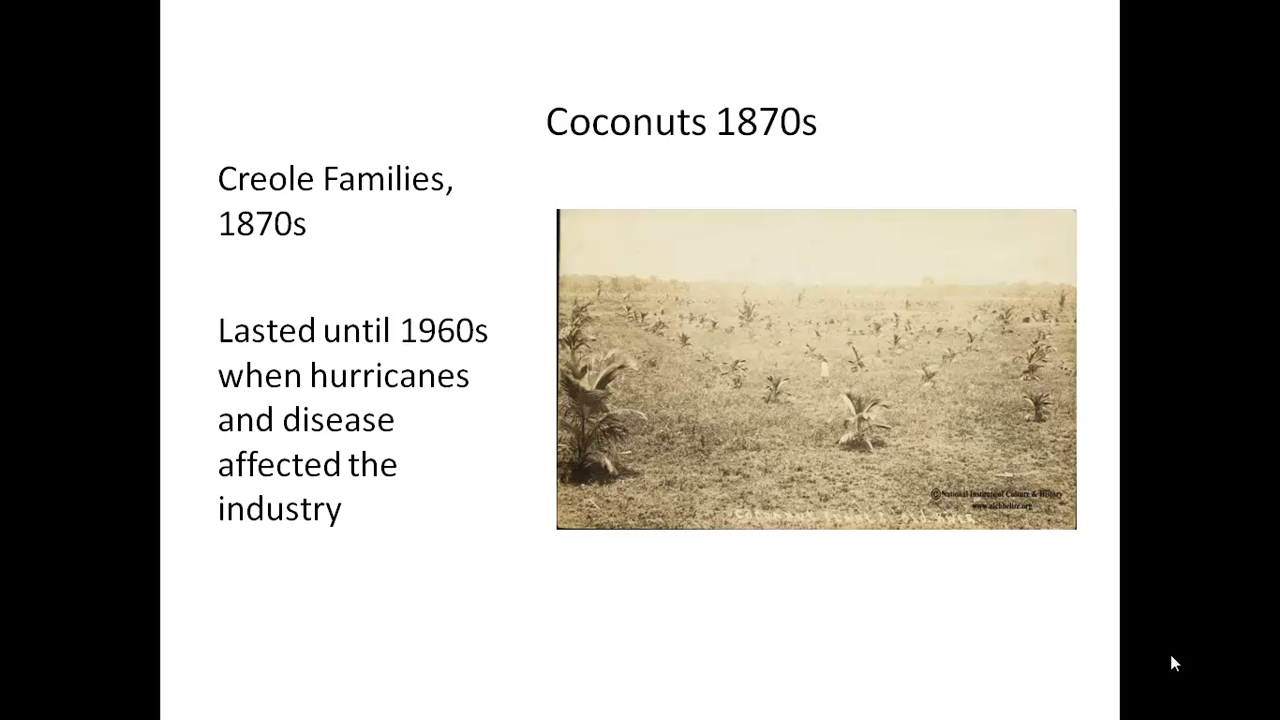 Coconuts 1870s
Creole Families,
1870s
Lasted until 1960s
when hurricanes
and disease
affected the
industry
©National Institute of Culture & History
www.nichbelize.org